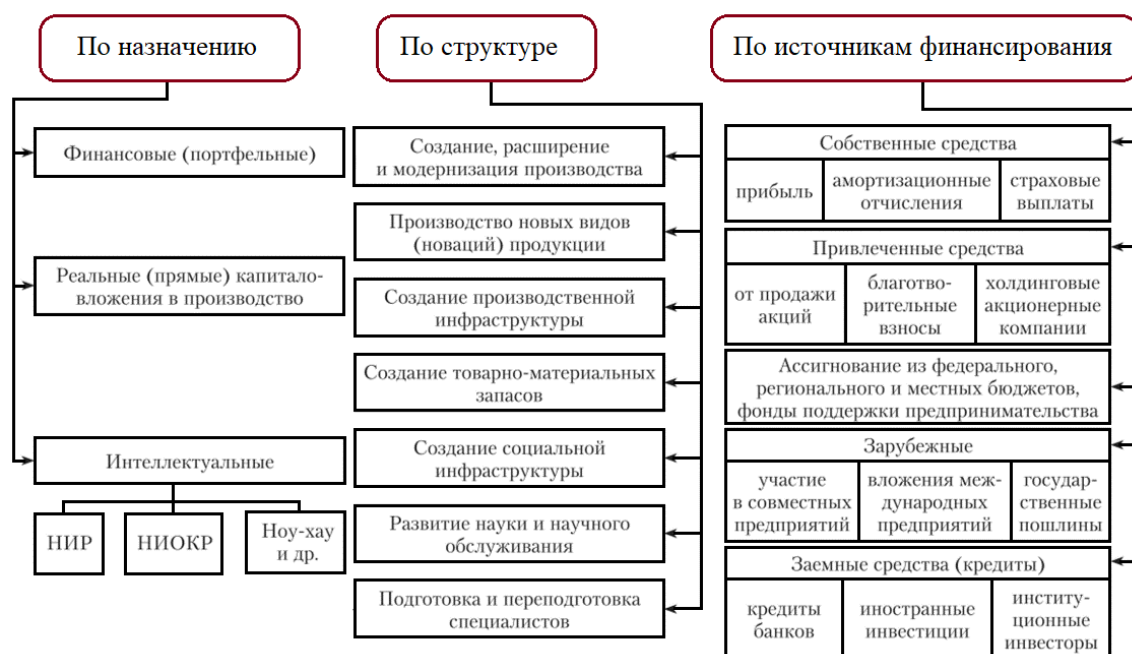 По назначению
Финансовые (портфельные)
Реальные (прямые) капитало-
вложения в производство
Интеллектуальные
НИР
НИОКР
Ноу-хау
и др.
По структуре
Создание, расширение
и модернизация производства
Производство новых видов
(новаций) продукции
Создание производственной
инфраструктуры
Создание товарно-материальных
запасов
Создание социальной
инфраструктуры
Развитие науки и научного
обслуживания
Подготовка и переподготовка
специалистов
По источникам финансирования
Собственные средства
прибыль
амортизационные
отчисления
страховые
выплаты
Привлеченные средства
от продажи
акций
благотво-
рительные
взносы
холдинговые
акционерные
компании
Ассигнование из федерального,
регионального и местных бюджетов,
фонды поддержки предпринимательства
Зарубежные
участие
в совместных
предприятий
вложения меж-
дународных
предприятий
государ-
ственные
пошлины
Заемные средства (кредиты)
кредиты
банков
иностранные
инвестиции
институ-
ционные
инвесторы